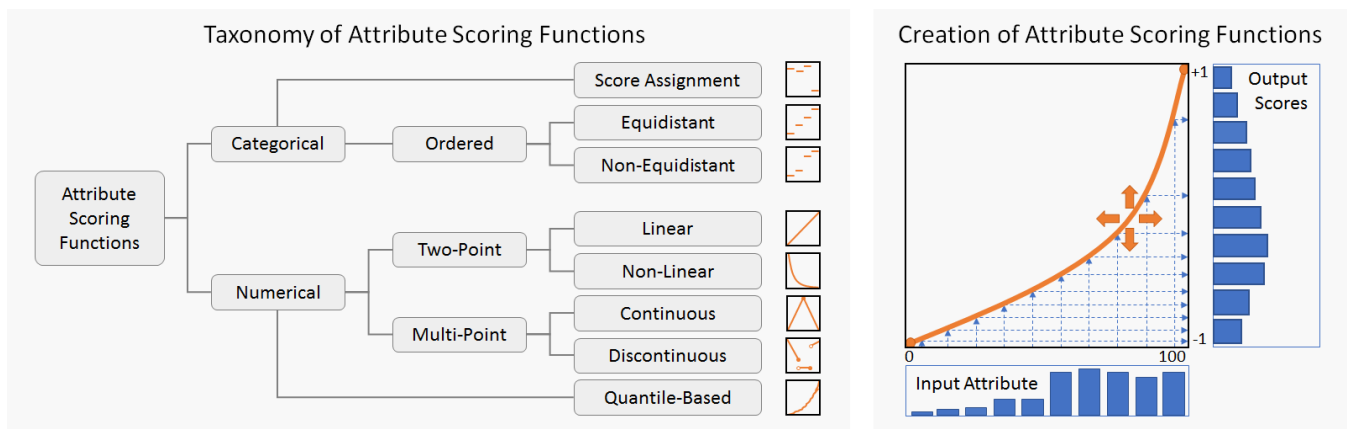 Taxonomy of Attribute Scoring Functions
Attribute
Scoring
Functions
Categorical
Numerical
Ordered
Two-Point
Multi-Point
Score Assignment
Equidistant
Non-Equidistant
Linear
Non-Linear
Continuous
Discontinuous
Quantile-Based
Creation of Attribute Scoring Functions
+1
Output
Scores
-1
0
100
Input Attribute